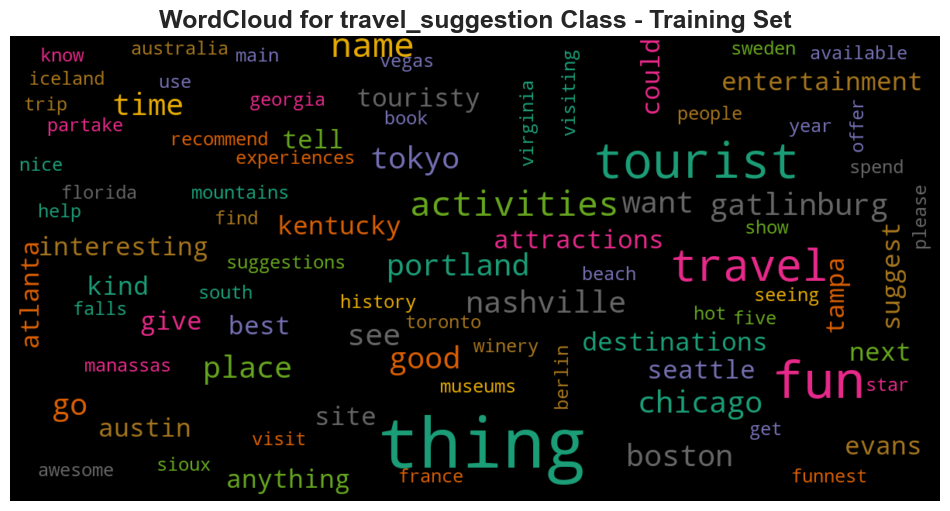 WordCloud for travel_suggestion Class - Training Set
know
australia
main
name
vegas
could
sweden
available
iceland
use
visiting
entertainment
trip
time
georgia
touristy
virginia
people
offer
partake
book
year
recommend
tell
nice
experiences
tokyo
tourist
spend
florida
mountains
activities
want
gatlinburg
please
help
find
kentucky
show
interesting
attractions
suggest
atlanta
suggestions
portland
beach
travel
tampa
kind
south
history
nashville
seeing
falls
give
best
toronto
hot
five
see
winery
destinations
next
manassas
place
good
museums
berlin
seattle
fun
star
go
chicago
austin
site
thing
get
visit
boston
evans
awesome
sioux
anything
france
funnest